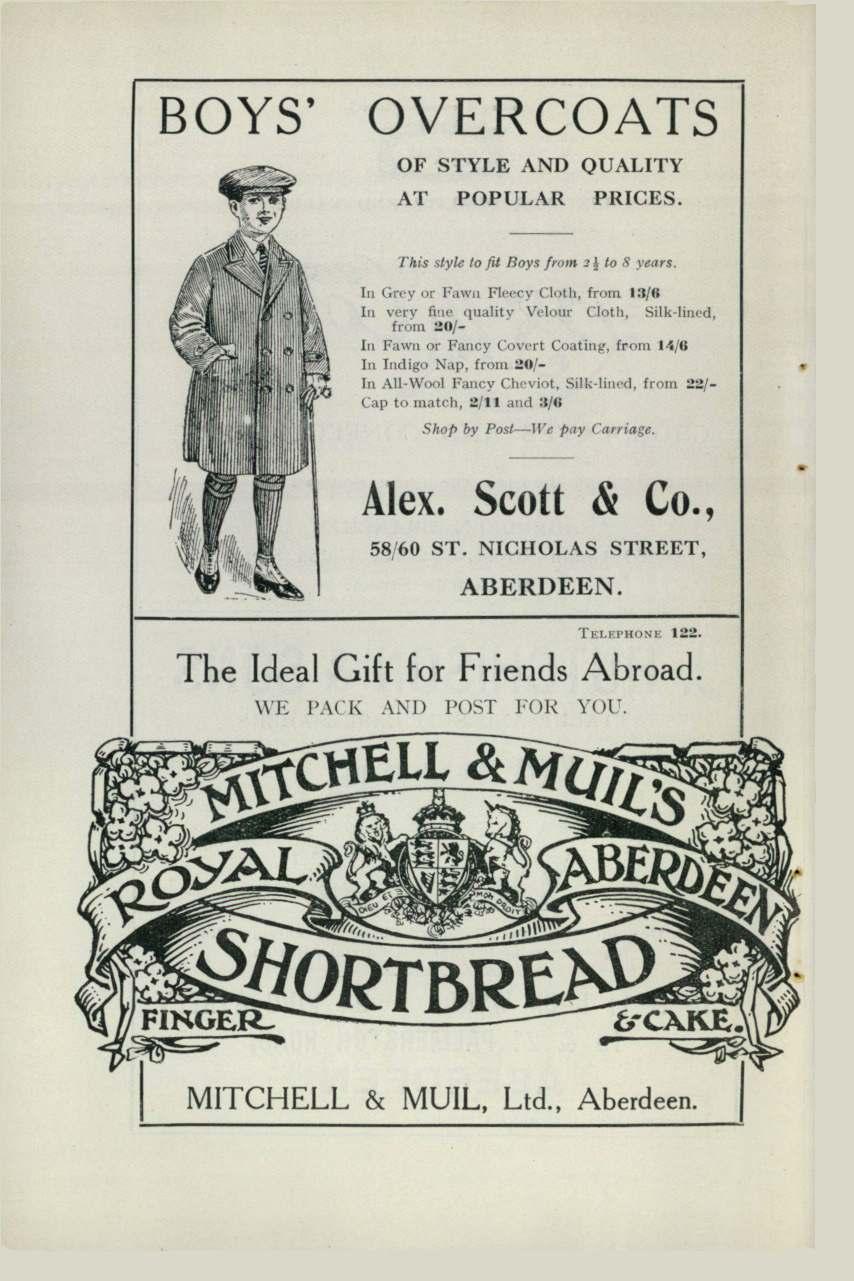 BOYS' OVERCOATS
OF STYLE AND QUALITY
AT POPULAR PRICES.
This style to fit Boys from 2½ to 8 years.
In Grey or Fawn Fleecy Cloth, from 13/6
In very fine quality Velour Cloth, Silk-lined,
from 20/-
In Fawn or Fancy Covert Coating, from 14/6
In Indigo Nap, from 20/-
In All-Wool Fancy Cheviot, Silk-lined, from 22/-
Cap to match, 2/11 and 3/6
Shop by Post—We pay Carriage.
Alex. Scott & Co.,
58/60 ST. NICHOLAS STREET,
ABERDEEN.
TELEPHONE 122.
The Ideal Gift for Friends Abroad.
WE PACK AND POST FOR YOU.
MITCHELL & MUIL'S
ROYAL ABERDEEN
DIEU ET MON DROIT
SHORTBREAD
FINGER & CAKE.
MITCHELL & MUIL, Ltd., Aberdeen.